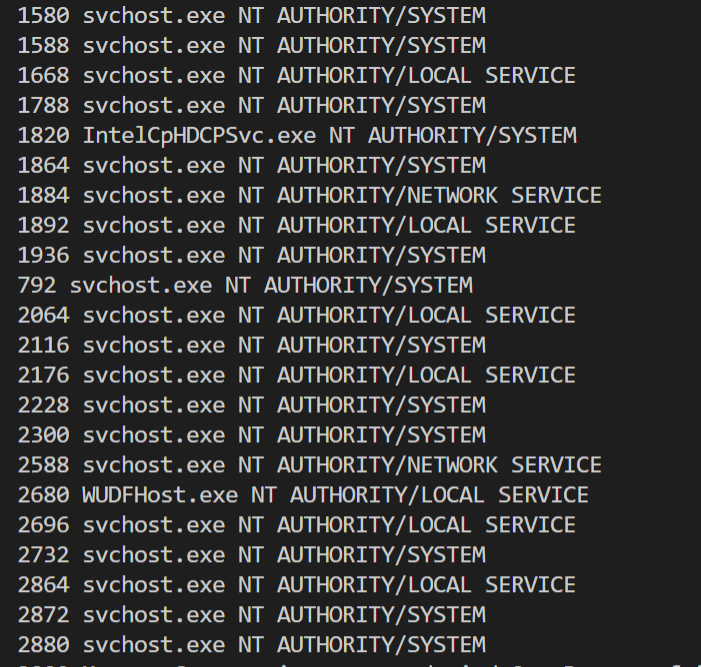 1580 svchost.exe NT AUTHORITY/SYSTEM
1588 svchost.exe NT AUTHORITY/SYSTEM
1668 svchost.exe NT AUTHORITY/LOCAL SERVICE
1788 svchost.exe NT AUTHORITY/SYSTEM
1820 IntelCpHDCPSvc.exe NT AUTHORITY/SYSTEM
1864 svchost.exe NT AUTHORITY/SYSTEM
1884 svchost.exe NT AUTHORITY/NETWORK SERVICE
1892 svchost.exe NT AUTHORITY/LOCAL SERVICE
1936 svchost.exe NT AUTHORITY/SYSTEM
792 svchost.exe NT AUTHORITY/SYSTEM
2064 svchost.exe NT AUTHORITY/LOCAL SERVICE
2116 svchost.exe NT AUTHORITY/SYSTEM
2176 svchost.exe NT AUTHORITY/LOCAL SERVICE
2228 svchost.exe NT AUTHORITY/SYSTEM
2300 svchost.exe NT AUTHORITY/SYSTEM
2588 svchost.exe NT AUTHORITY/NETWORK SERVICE
2680 WUDFHost.exe NT AUTHORITY/LOCAL SERVICE
2696 svchost.exe NT AUTHORITY/LOCAL SERVICE
2732 svchost.exe NT AUTHORITY/SYSTEM
2864 svchost.exe NT AUTHORITY/LOCAL SERVICE
2872 svchost.exe NT AUTHORITY/SYSTEM
2880 svchost.exe NT AUTHORITY/SYSTEM